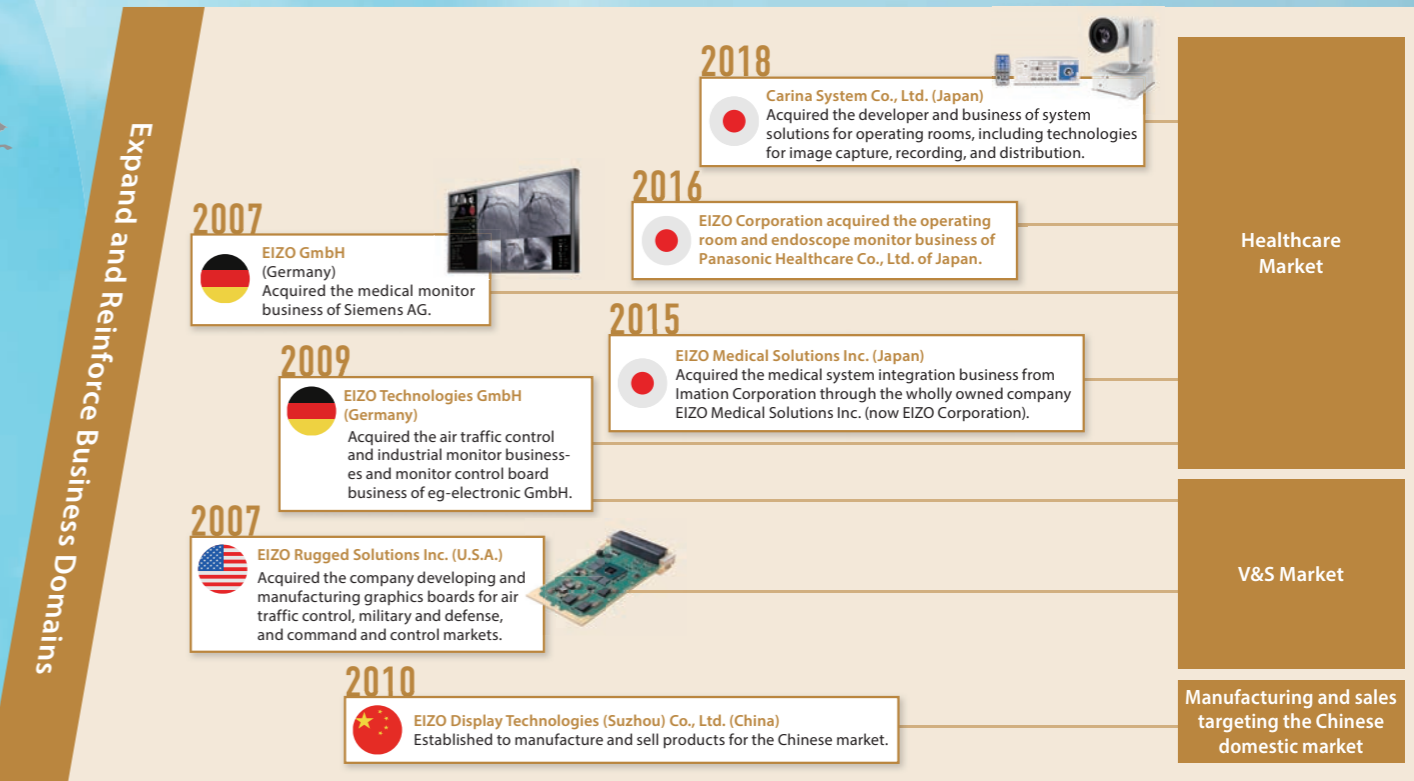 Expand and Reinforce Business Domains
2018
Carina System Co., Ltd. (Japan)
Acquired the developer and business of system
solutions for operating rooms, including technologies
for image capture, recording, and distribution.
2016
EIZO Corporation acquired the operating
room and endoscope monitor business of
Panasonic Healthcare Co., Ltd. of Japan.
2007
EIZO GmbH
(Germany)
Acquired the medical monitor
business of Siemens AG.
2015
EIZO Medical Solutions Inc. (Japan)
Acquired the medical system integration business from
Imation Corporation through the wholly owned company
EIZO Medical Solutions Inc. (now EIZO Corporation).
2009
EIZO Technologies GmbH
(Germany)
Acquired the air traffic control
and industrial monitor business-
es and monitor control board
business of eg-electronic GmbH.
2007
EIZO Rugged Solutions Inc. (U.S.A.)
Acquired the company developing and
manufacturing graphics boards for air
traffic control, military and defense,
and command and control markets.
2010
EIZO Display Technologies (Suzhou) Co., Ltd. (China)
Established to manufacture and sell products for the Chinese market.
Healthcare
Market
V&S Market
Manufacturing and sales
targeting the Chinese
domestic market